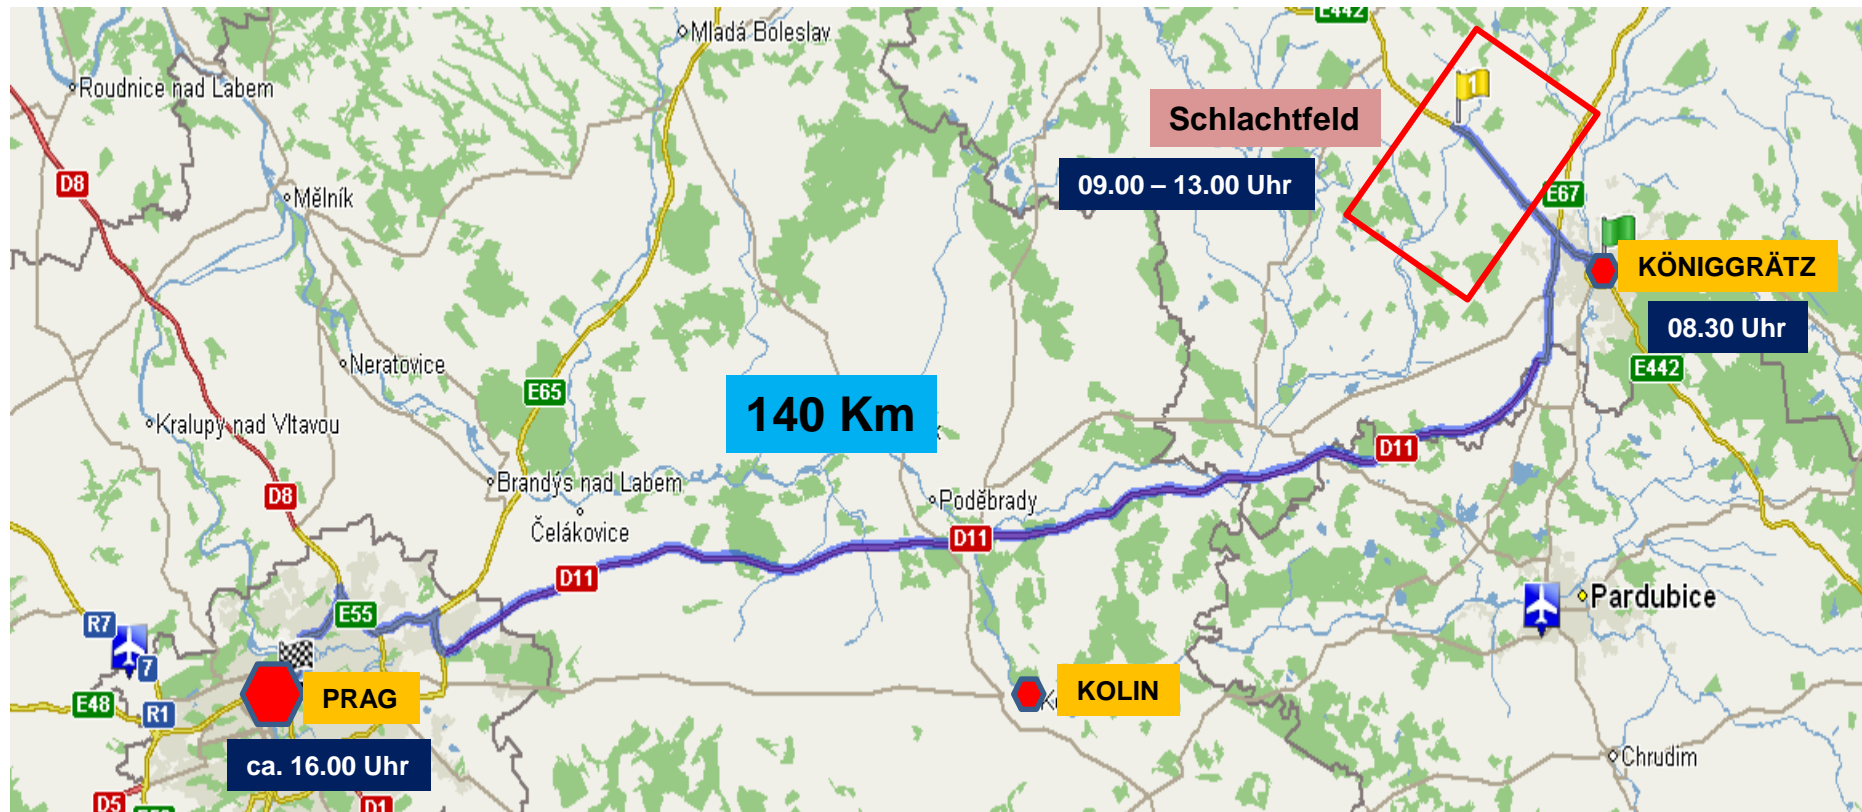 E442
Mladá Boleslav
Roudnice nad Labem
1
Schlachtfeld
D8
09.00 – 13.00 Uhr
E67
Mělník
KÖNIGGRÄTZ
08.30 Uhr
Neratovice
E442
E65
140 Km
Kralupy nad Vltavou
D11
D8
Brandýs nad Labem
Poděbrady
Čelákovice
D11
D11
Pardubice
E55
R7
7
PRAG
KOLIN
E48
R1
ca. 16.00 Uhr
Chrudim
D5
D1